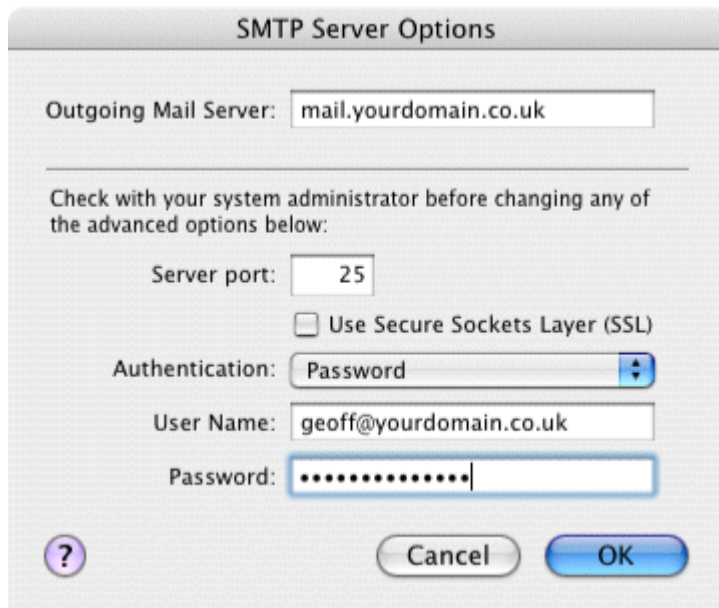 SMTP Server Options
Outgoing Mail Server: mail.yourdomain.co.uk
Check with your system administrator before changing any of
the advanced options below:
Server port: 25
Use Secure Sockets Layer (SSL)
Authentication: Password
User Name: geoff@yourdomain.co.uk
Password: ••••••••••••••
? Cancel OK